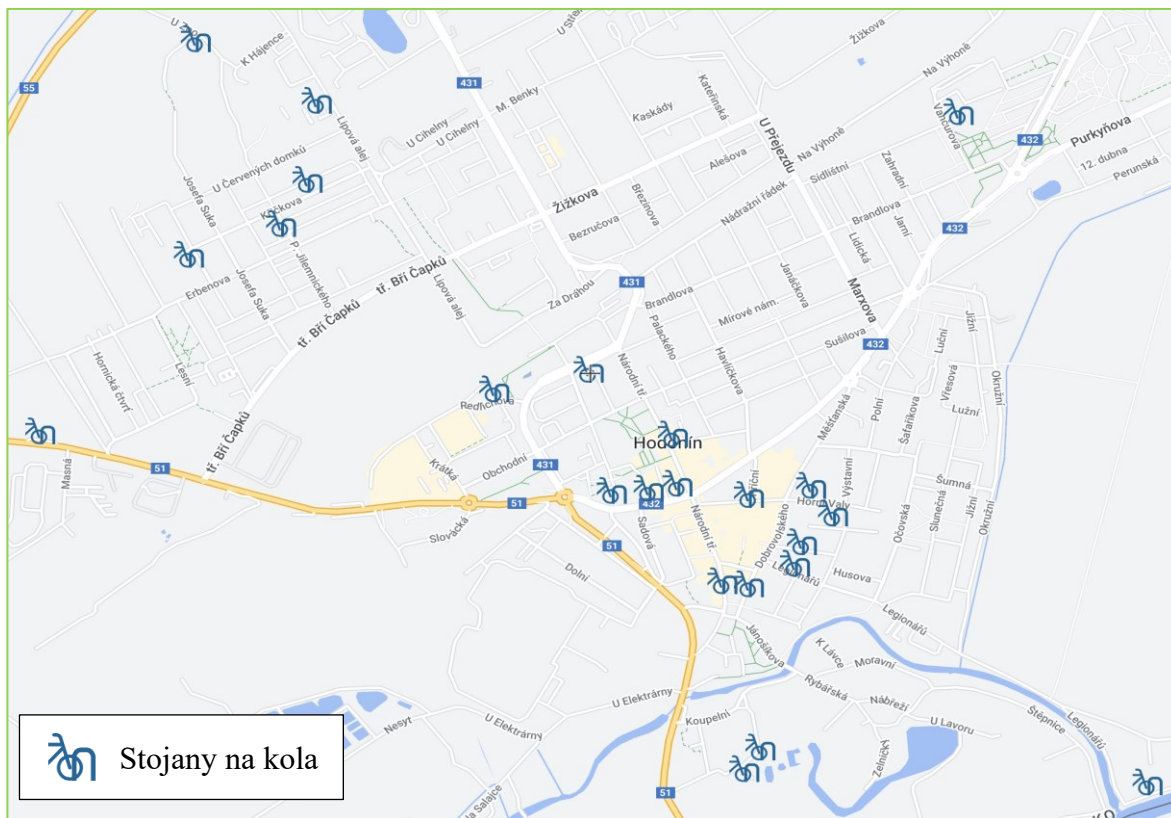 55
K Hájence
431
Kateřinská
Žižkova
Na Výhoně
M. Benky
Kaskády
Lípová alej
U Cihelny
U Cihelny
U Přejezdu
Na Výhoně
Vančurova
432
Purkyňova
U Červených domků
Alešova
12. dubna
Perunská
Josefa Suka
Žižkova
Březinova
Sídlištní
Zahradní
Nádražní řádek
Brandlova
Jarní
432
P. Jilemnického
Bezručova
Lidická
Erbenova
tř. Bří Čapků
Josefa Suka
Lípová alej
Za Dráhou
431
Brandlova
Janáčkova
Marxova
Mírové nám.
Palackého
Jižní
tř. Bří Čapků
Sušilova
432
Luční
Hornická čtvrť
Lesní
Národní tř.
Havlíčkova
Vřesová
Okružní
Redlichova
Měšťanská
Polní
Šafaříkova
Lužní
tř. Bří Čapků
Hodonín
Masná
51
Krátká
Obchodní
431
Výstavní
Šumná
51
432
Horní Valy
Slovácká
Sadová
Národní tř.
Dobrovolského
Očovská
Slunečná
Jižní
Okružní
51
Dolní
Legionářů
Husova
Legionářů
Jánošíkova
K Lávce
Moravní
Rybářská
U Elektrárny
Nábřeží
Koupelní
U Lavoru
Štěpnice
Legionářů
Nesyt
U Elektrárny
Zelničky
51
Stojany na kola